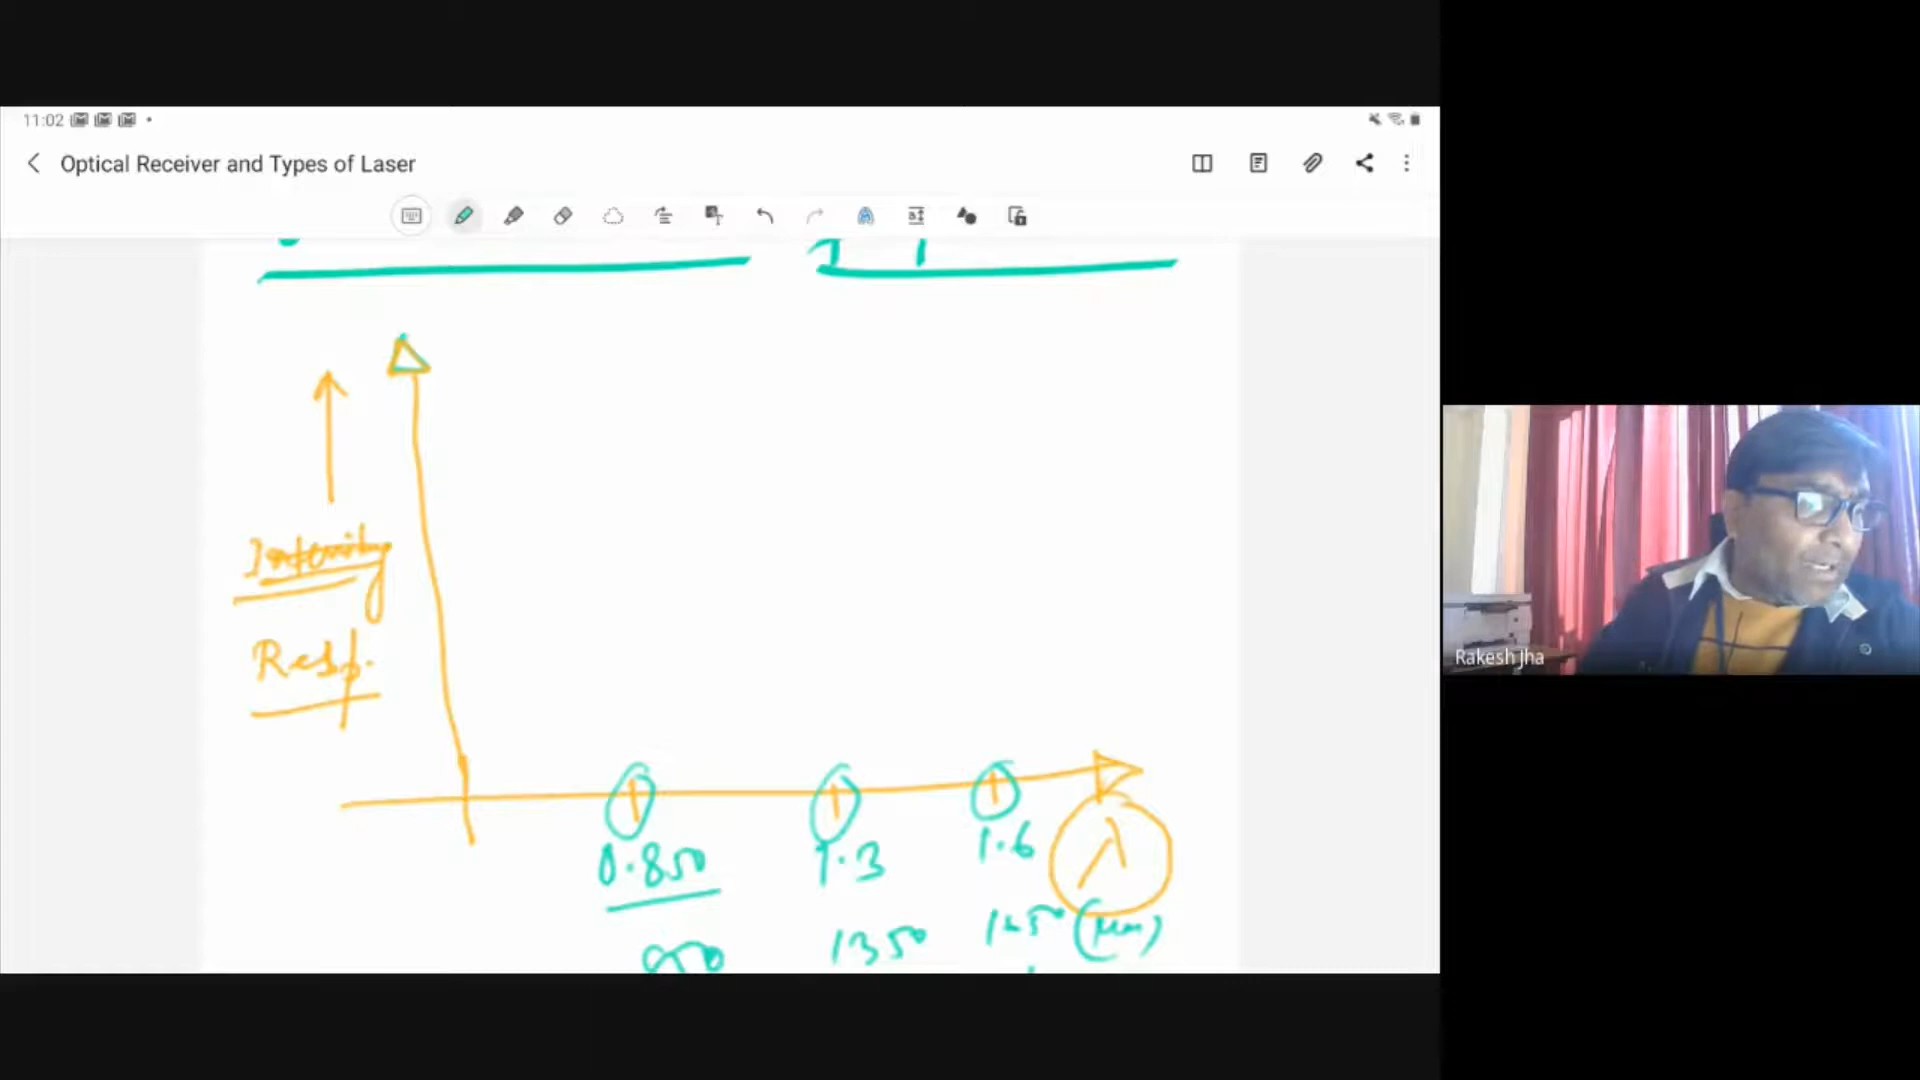 11:02
Optical Receiver and Types of Laser
Intensity
Resp.
0.850
1.3
1.6
λ
(μm)
850
1350
Rakesh Jha